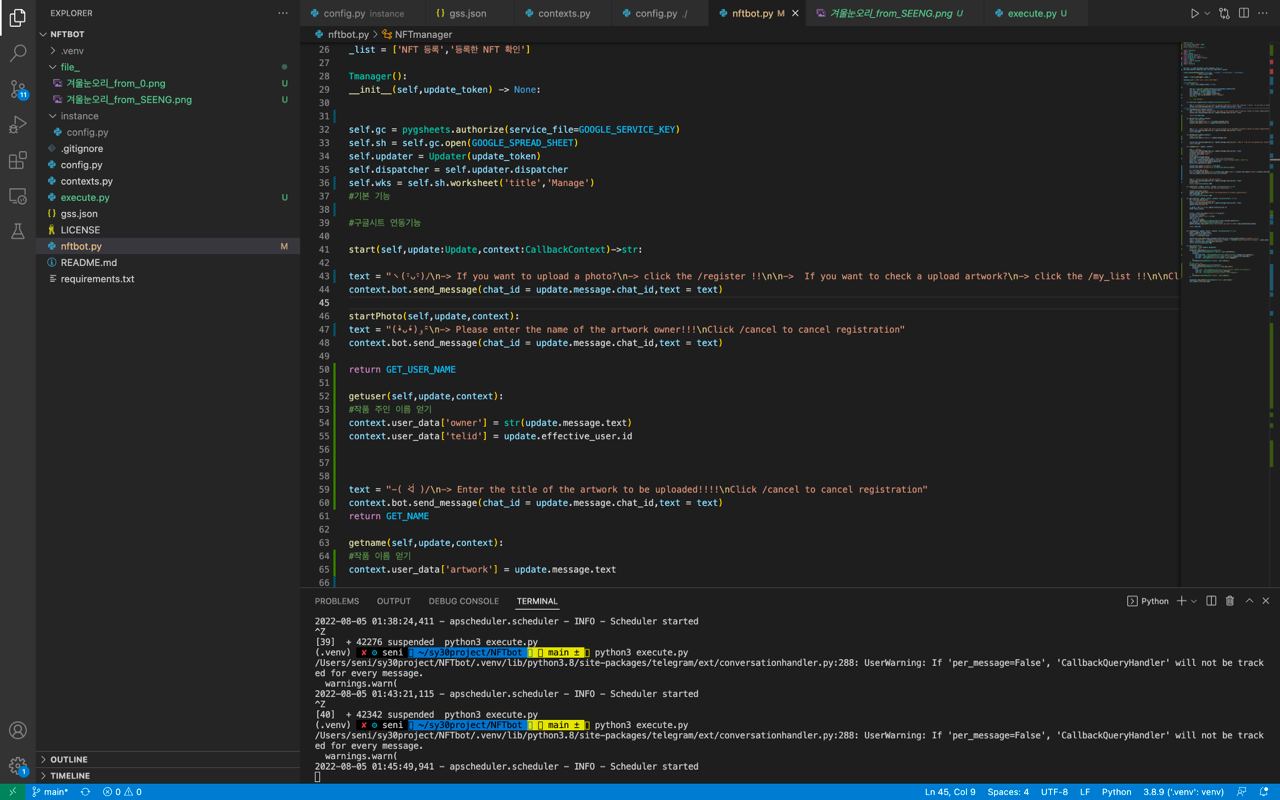 EXPLORER
NFTBOT
.venv
file_
겨울눈오리_from_0.png U
겨울눈오리_from_SEENG.png U
instance
config.py
.gitignore
config.py
contexts.py
execute.py U
gss.json
LICENSE
nftbot.py M
README.md
requirements.txt
OUTLINE
TIMELINE
11
1
config.py instance
gss.json
contexts.py
config.py ./
nftbot.py M
겨울눈오리_from_SEENG.png U
execute.py U
nftbot.py > NFTmanager
26 _list = ['NFT 등록','등록한 NFT 확인']
27
28 Tmanager():
29 __init__(self,update_token) -> None:
30
31
32 self.gc = pygsheets.authorize(service_file=GOOGLE_SERVICE_KEY)
33 self.sh = self.gc.open(GOOGLE_SPREAD_SHEET)
34 self.updater = Updater(update_token)
35 self.dispatcher = self.updater.dispatcher
36 self.wks = self.sh.worksheet('title','Manage')
37 #기본 기능
38
39 #구글시트 연동기능
40
41 start(self,update:Update,context:CallbackContext)->str:
42
43 text = " )/\n-> If you want to upload a photo?\n-> click the /register !!\n\n->  If you want to check a upload artwork?\n-> click the /my_list !!\n\nCl
44 context.bot.send_message(chat_id = update.message.chat_id,text = text)
45
46 startPhoto(self,update,context):
47 text = " \n-> Please enter the name of the artwork owner!!!\nClick /cancel to cancel registration"
48 context.bot.send_message(chat_id = update.message.chat_id,text = text)
49
50 return GET_USER_NAME
51
52 getuser(self,update,context):
53 #작품 주인 이름 얻기
54 context.user_data['owner'] = str(update.message.text)
55 context.user_data['telid'] = update.effective_user.id
56
57
58
59 text = "-( )/\n-> Enter the title of the artwork to be uploaded!!!!\nClick /cancel to cancel registration"
60 context.bot.send_message(chat_id = update.message.chat_id,text = text)
61 return GET_NAME
62
63 getname(self,update,context):
64 #작품 이름 얻기
65 context.user_data['artwork'] = update.message.text
66
PROBLEMS OUTPUT DEBUG CONSOLE TERMINAL Python
2022-08-05 01:38:24,411 - apscheduler.scheduler - INFO - Scheduler started
^Z
[39]  + 42276 suspended  python3 execute.py
(.venv) ✘ ⚙ seni ~/sy30project/NFTbot main ± python3 execute.py
/Users/seni/sy30project/NFTbot/.venv/lib/python3.8/site-packages/telegram/ext/conversationhandler.py:288: UserWarning: If 'per_message=False', 'CallbackQueryHandler' will not be track
ed for every message.
warnings.warn(
2022-08-05 01:43:21,115 - apscheduler.scheduler - INFO - Scheduler started
^Z
[40]  + 42342 suspended  python3 execute.py
(.venv) ✘ ⚙ seni ~/sy30project/NFTbot main ± python3 execute.py
/Users/seni/sy30project/NFTbot/.venv/lib/python3.8/site-packages/telegram/ext/conversationhandler.py:288: UserWarning: If 'per_message=False', 'CallbackQueryHandler' will not be track
ed for every message.
warnings.warn(
2022-08-05 01:45:49,941 - apscheduler.scheduler - INFO - Scheduler started
main* 0 0 Ln 45, Col 9 Spaces: 4 UTF-8 LF Python 3.8.9 ('.venv': venv)